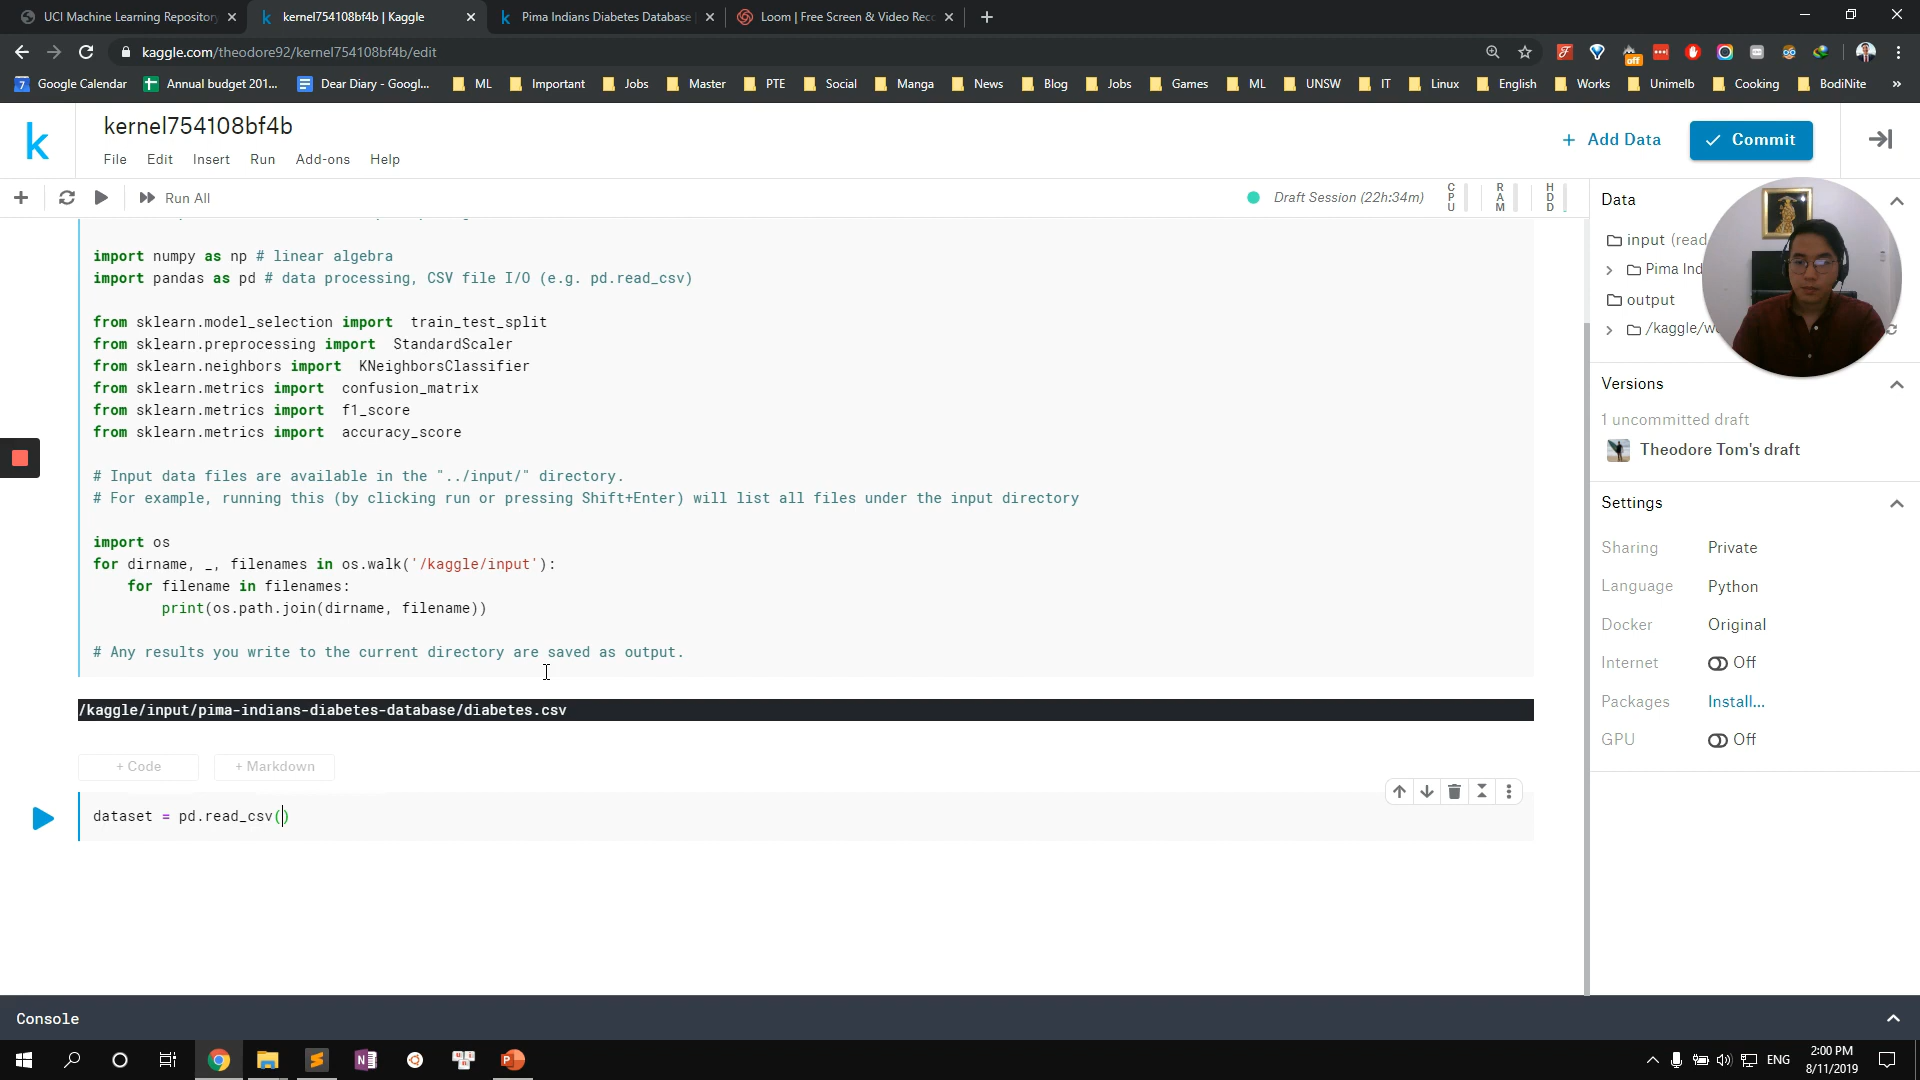 UCI Machine Learning Repository
kernel754108bf4b | Kaggle
Pima Indians Diabetes Database
Loom | Free Screen & Video Rec
kaggle.com/theodore92/kernel754108bf4b/edit
Google Calendar
Annual budget 201...
Dear Diary - Googl...
ML
Important
Jobs
Master
PTE
Social
Manga
News
Blog
Jobs
Games
ML
UNSW
IT
Linux
English
Works
Unimelb
Cooking
BodiNite
»
k
kernel754108bf4b
File Edit Insert Run Add-ons Help
+ Add Data
Commit
Run All
Draft Session (22h:34m)
CPU
RAM
HDD
import numpy as np # linear algebra
import pandas as pd # data processing, CSV file I/O (e.g. pd.read_csv)
from sklearn.model_selection import train_test_split
from sklearn.preprocessing import StandardScaler
from sklearn.neighbors import KNeighborsClassifier
from sklearn.metrics import confusion_matrix
from sklearn.metrics import f1_score
from sklearn.metrics import accuracy_score
# Input data files are available in the "../input/" directory.
# For example, running this (by clicking run or pressing Shift+Enter) will list all files under the input directory
import os
for dirname, _, filenames in os.walk('/kaggle/input'):
for filename in filenames:
print(os.path.join(dirname, filename))
# Any results you write to the current directory are saved as output.
/kaggle/input/pima-indians-diabetes-database/diabetes.csv
+ Code
+ Markdown
dataset = pd.read_csv()
Data
input (read
Pima Ind
output
/kaggle/w
Versions
1 uncommitted draft
Theodore Tom's draft
Settings
Sharing Private
Language Python
Docker Original
Internet Off
Packages Install...
GPU Off
Console
ENG
2:00 PM
8/11/2019